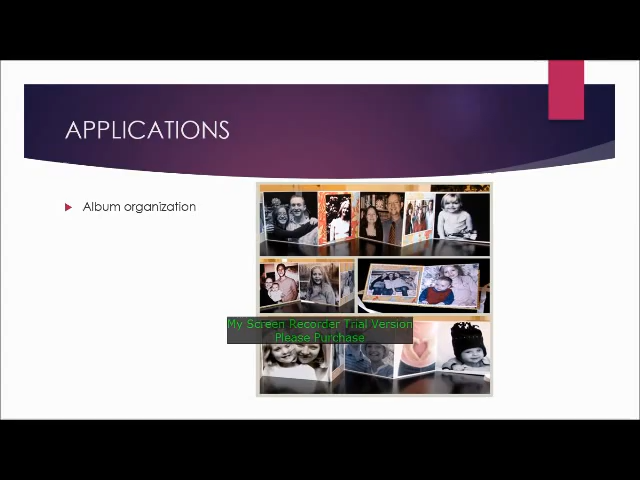 APPLICATIONS
Album organization
My Screen Recorder Trial Version
Please Purchase